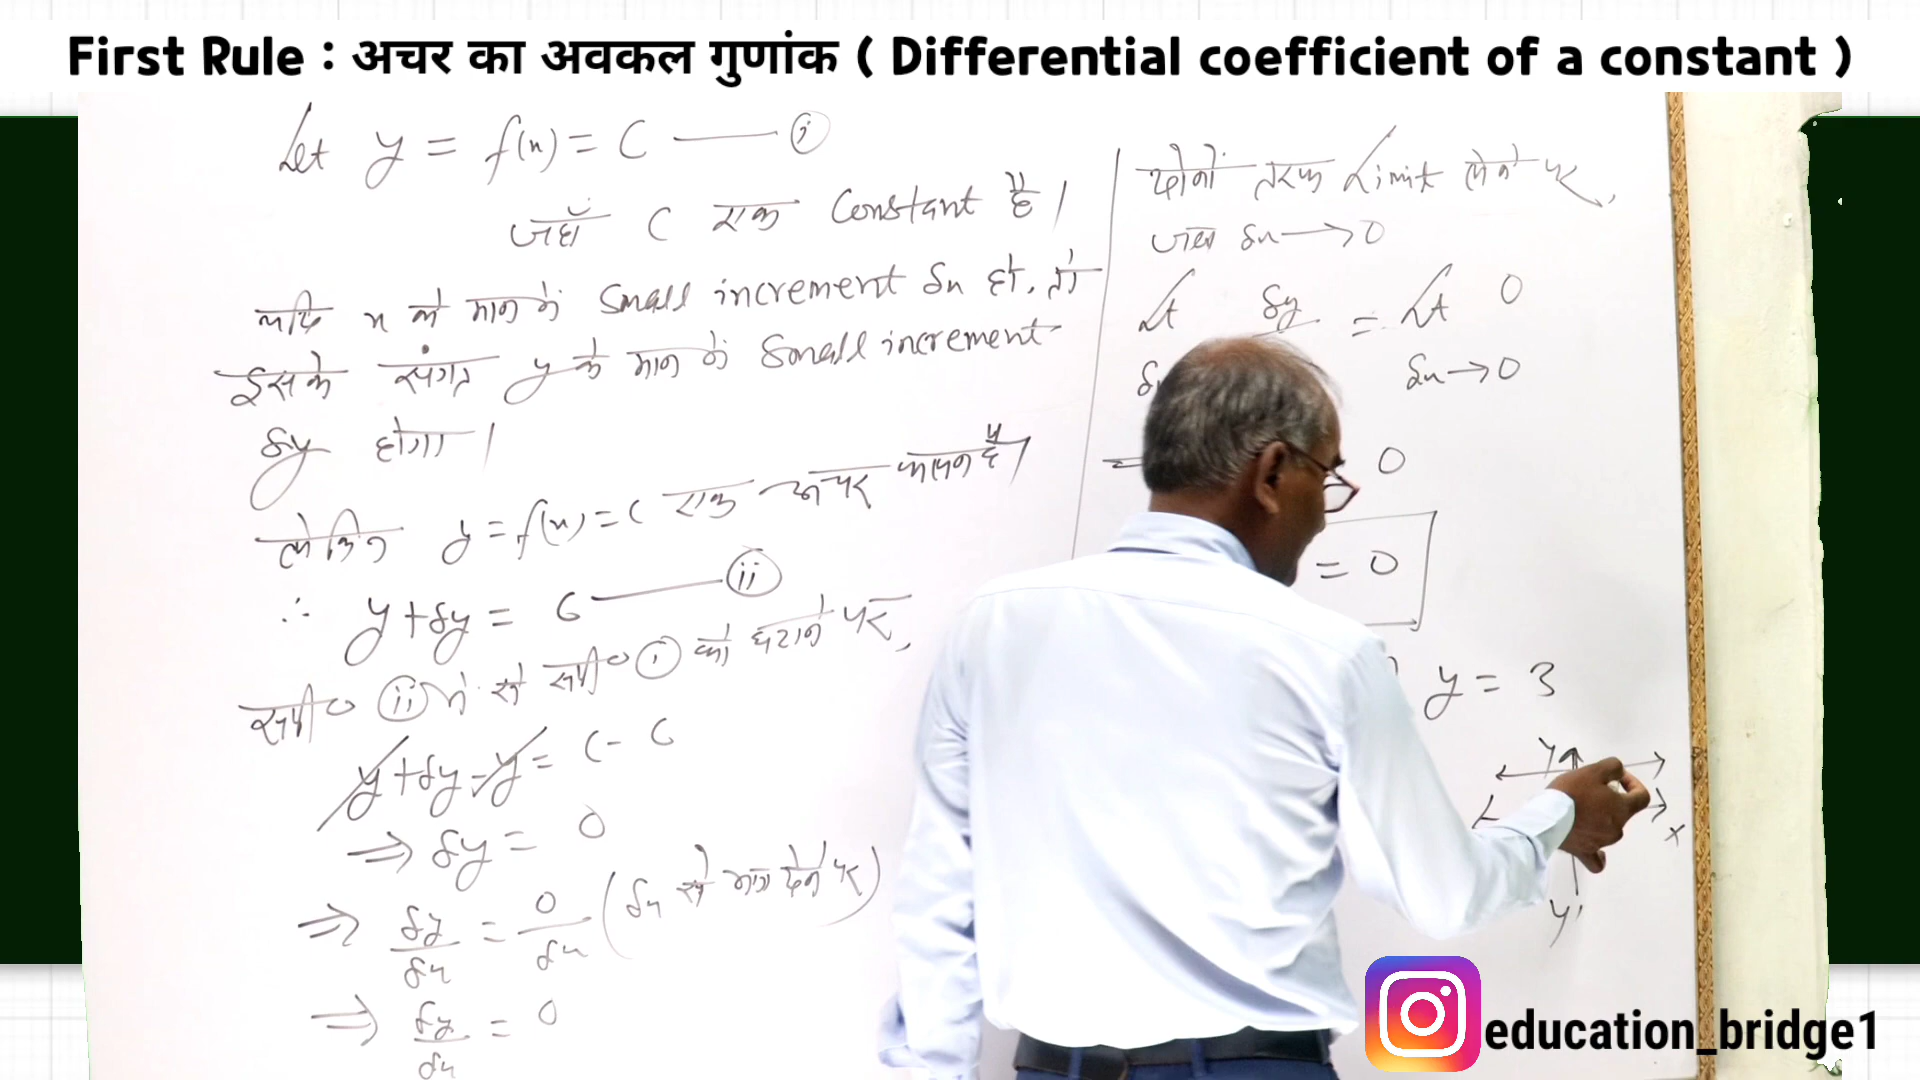 First Rule : अचर का अवकल गुणांक ( Differential coefficient of a constant )
Let y = f(x) = C —— (i)
जहाँ C एक Constant है।
यदि x के मान में Small increment δx हो, तो
इसके संगत y के मान में Small increment
δy होगा।
लेकिन y = f(x) = C एक अचर फलन है।
∴ y + δy = C —— (ii)
समी० (ii) में से समी० (i) को घटाने पर,
y + δy - y = C - C
⇒ δy = 0
⇒ δy/δx = 0/δx (δx से भाग देने पर)
⇒ δy/δx = 0
दोनों तरफ Limit लेने पर,
जब δx → 0
Lt δy = Lt 0
δx → 0
0
= 0
y = 3
y
x
y'
education_bridge1